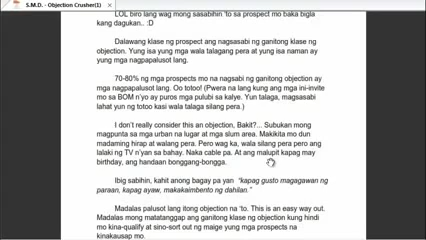 S.M.D. - Objection Crusher(1)
LOL biro lang wag mong sasabihin 'to sa prospect mo baka bigla
kang dagukan.. :D
Dalawang klase ng prospect ang nagsasabi ng ganitong klase ng
objection. Yung isa yung mga wala talagang pera at yung isa naman ay
yung mga nagpapalusot lang.
70-80% ng mga prospects mo na nagsabi ng ganitong objection ay
mga nagpapalusot lang. Oo totoo! (Pwera na lang kung ang mga ini-invite
mo sa BOM n'yo ay puros mga pulubi sa kalye. Yun talaga, magsasabi
lahat yun ng totoo kasi wala talaga silang pera.)
I don't really consider this an objection, Bakit?... Subukan mong
magpunta sa mga urban na lugar at mga slum area. Makikita mo dun
madaming hirap at walang pera. Pero wag ka, wala silang pera pero ang
lalaki ng TV n'yan sa bahay. Naka cable pa. At ang malupit kapag may
birthday, ang handaan bonggang-bongga.
Ibig sabihin, kahit anong bagay pa yan "kapag gusto magagawan ng
paraan, kapag ayaw, makakaimbento ng dahilan."
Madalas palusot lang itong objection na 'to. This is an easy way out.
Madalas mong matatanggap ang ganitong klase ng objection kung hindi
mo kina-qualify at sino-sort out ng maige yung mga prospects na
kinakausap mo.